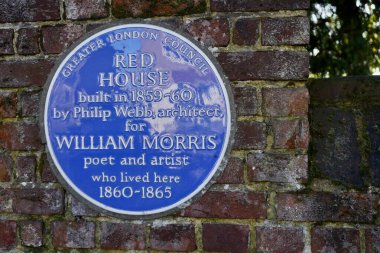 GREATER LONDON COUNCIL
RED
HOUSE
built in 1859-60
by Philip Webb, architect,
for
WILLIAM MORRIS
poet and artist
who lived here
1860-1865